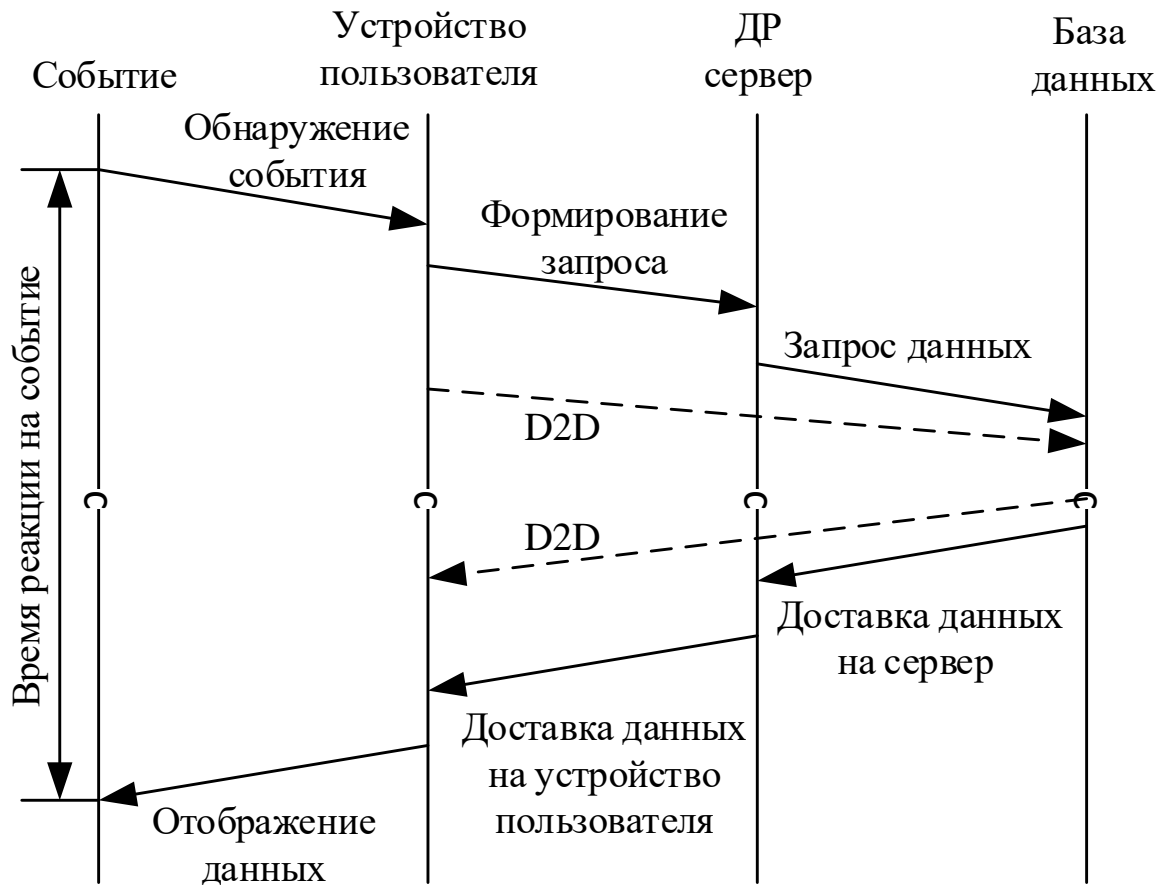 Событие
Устройство
пользователя
ДР
сервер
База
данных
Обнаружение
события
Формирование
запроса
Запрос данных
D2D
Время реакции на событие
C
C
C
C
D2D
Доставка данных
на сервер
Доставка данных
на устройство
пользователя
Отображение
данных